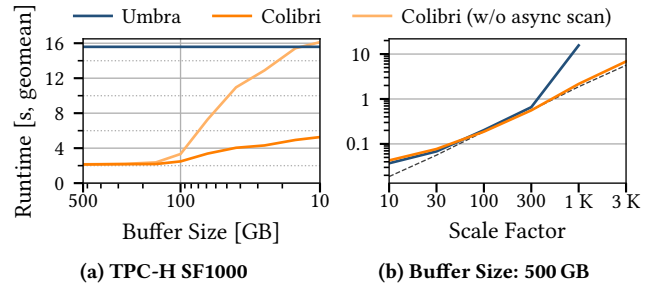 Umbra Colibri Colibri (w/o async scan)
Runtime [s, geomean]
16
12
8
4
0
500 100 10
Buffer Size [GB]
(a) TPC-H SF1000
10
1
0.1
10 30 100 300 1 K 3 K
Scale Factor
(b) Buffer Size: 500 GB